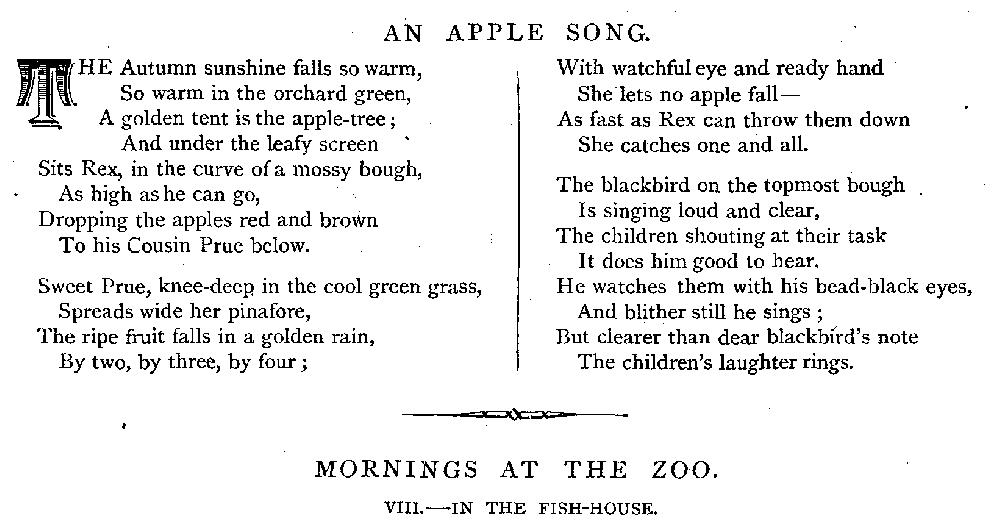 AN APPLE SONG.
THE Autumn sunshine falls so warm,
So warm in the orchard green,
A golden tent is the apple-tree;
And under the leafy screen
Sits Rex, in the curve of a mossy bough,
As high as he can go,
Dropping the apples red and brown
To his Cousin Prue below.
Sweet Prue, knee-deep in the cool green grass,
Spreads wide her pinafore,
The ripe fruit falls in a golden rain,
By two, by three, by four;
With watchful eye and ready hand
She lets no apple fall—
As fast as Rex can throw them down
She catches one and all.
The blackbird on the topmost bough
Is singing loud and clear,
The children shouting at their task
It does him good to hear.
He watches them with his bead-black eyes,
And blither still he sings;
But clearer than dear blackbird's note
The children's laughter rings.
MORNINGS AT THE ZOO.
VIII.—IN THE FISH-HOUSE.